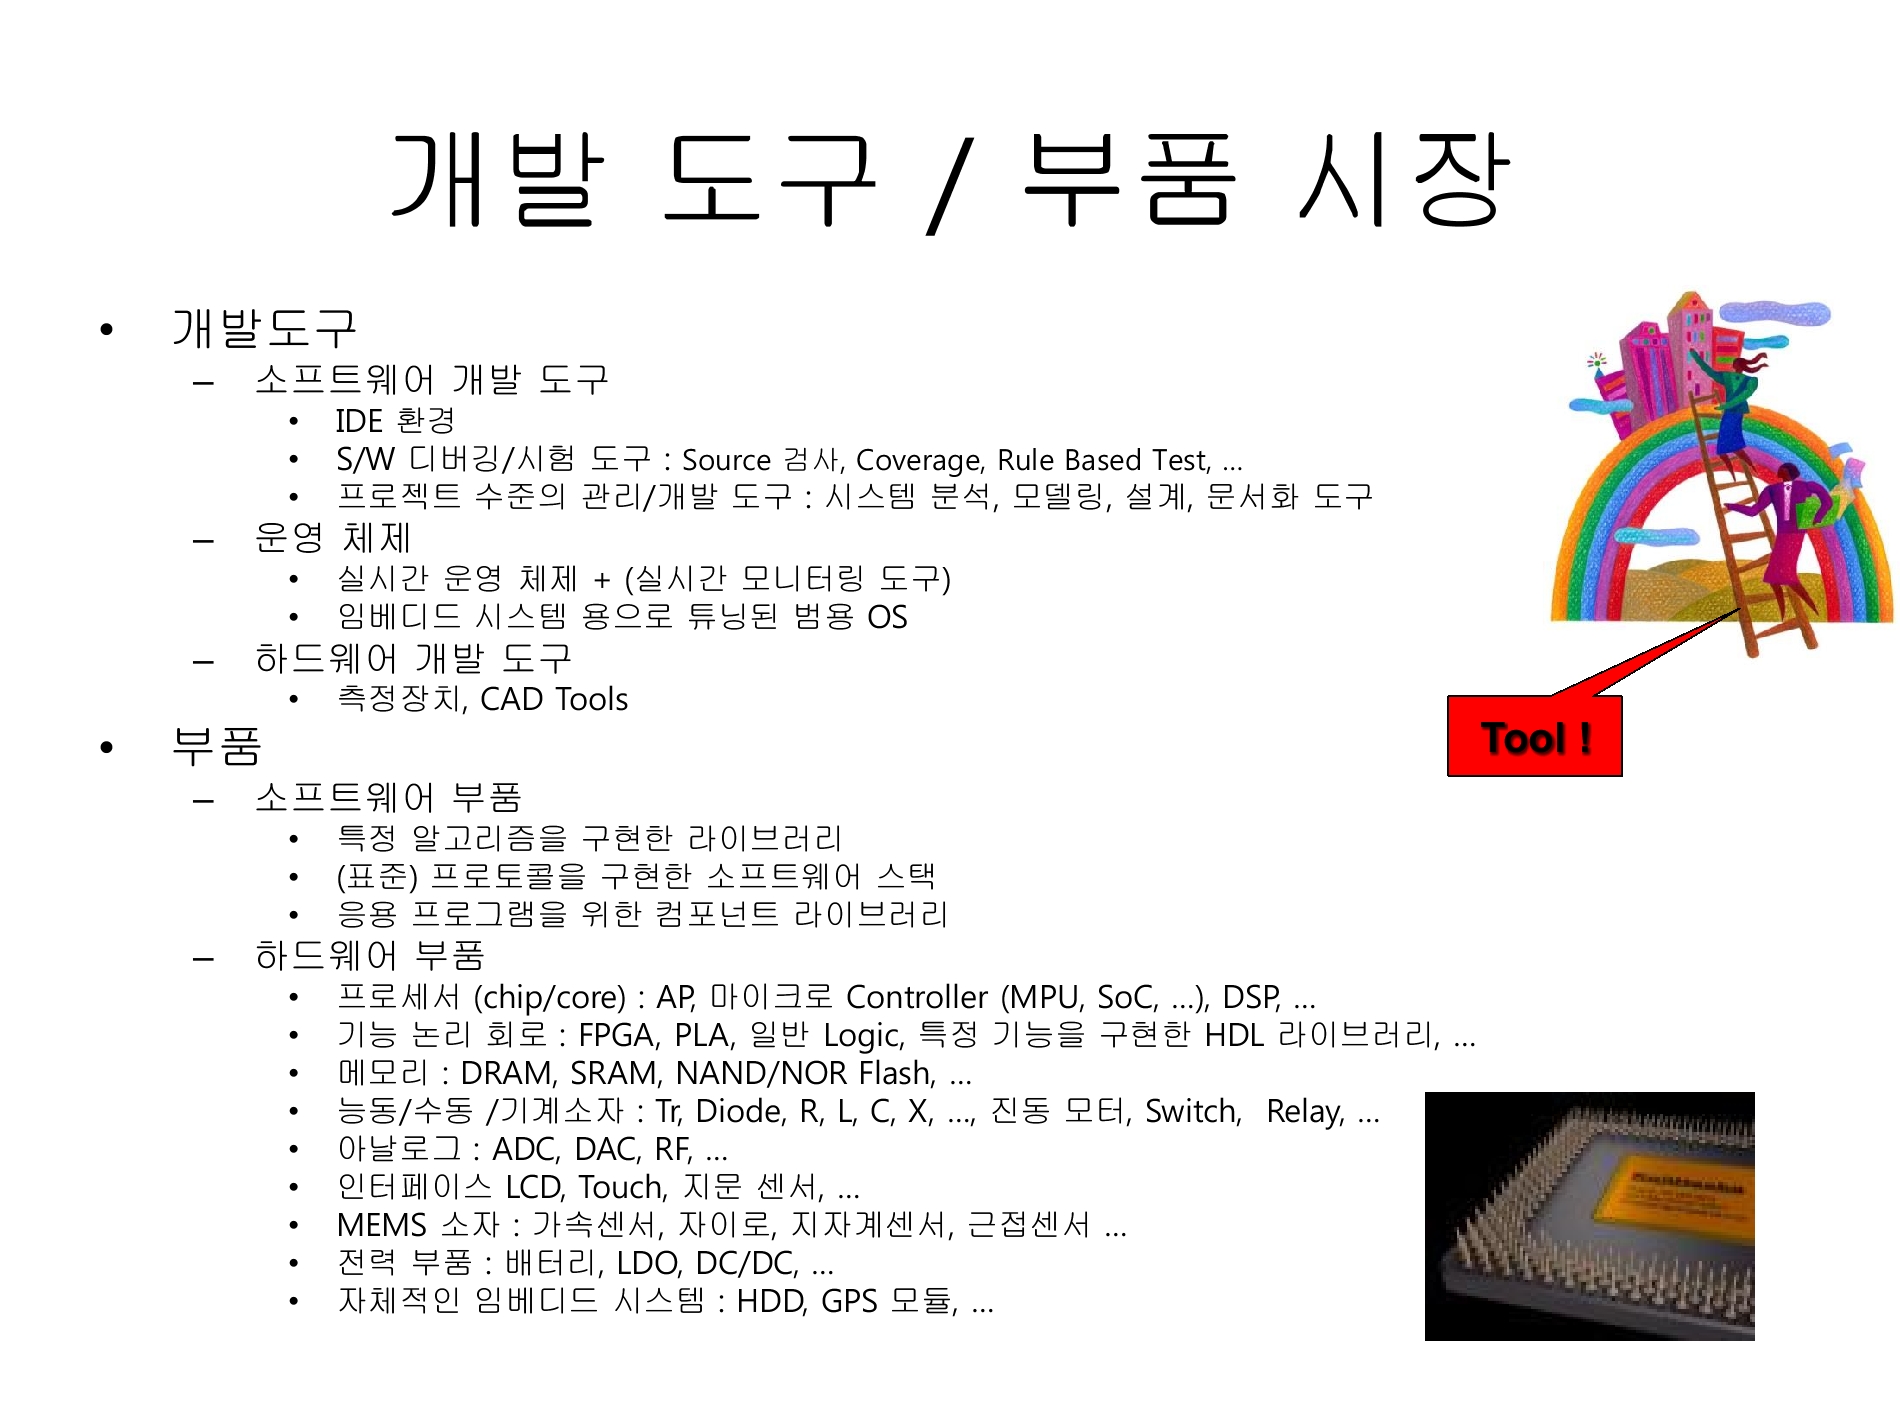 개발 도구 / 부품 시장
• 개발도구
– 소프트웨어 개발 도구
• IDE 환경
• S/W 디버깅/시험 도구 : Source 검사, Coverage, Rule Based Test, ...
• 프로젝트 수준의 관리/개발 도구 : 시스템 분석, 모델링, 설계, 문서화 도구
– 운영 체제
• 실시간 운영 체제 + (실시간 모니터링 도구)
• 임베디드 시스템 용으로 튜닝된 범용 OS
– 하드웨어 개발 도구
• 측정장치, CAD Tools
Tool !
• 부품
– 소프트웨어 부품
• 특정 알고리즘을 구현한 라이브러리
• (표준) 프로토콜을 구현한 소프트웨어 스택
• 응용 프로그램을 위한 컴포넌트 라이브러리
– 하드웨어 부품
• 프로세서 (chip/core) : AP, 마이크로 Controller (MPU, SoC, ...), DSP, ...
• 기능 논리 회로 : FPGA, PLA, 일반 Logic, 특정 기능을 구현한 HDL 라이브러리, ...
• 메모리 : DRAM, SRAM, NAND/NOR Flash, ...
• 능동/수동 /기계소자 : Tr, Diode, R, L, C, X, ..., 진동 모터, Switch, Relay, ...
• 아날로그 : ADC, DAC, RF, ...
• 인터페이스 LCD, Touch, 지문 센서, ...
• MEMS 소자 : 가속센서, 자이로, 지자계센서, 근접센서 ...
• 전력 부품 : 배터리, LDO, DC/DC, ...
• 자체적인 임베디드 시스템 : HDD, GPS 모듈, ...